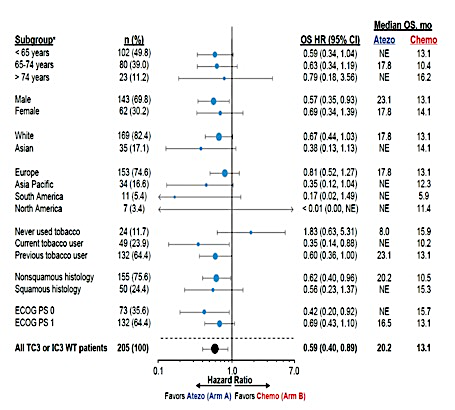 Median OS, mo
Subgroup* n (%) OS HR (95% CI) Atezo Chemo
< 65 years 102 (49.8) 0.59 (0.34, 1.04) NE 13.1
65-74 years 80 (39.0) 0.63 (0.34, 1.19) 17.8 10.4
> 74 years 23 (11.2) 0.79 (0.18, 3.56) NE 16.2
Male 143 (69.8) 0.57 (0.35, 0.93) 23.1 13.1
Female 62 (30.2) 0.69 (0.34, 1.39) 17.8 14.1
White 169 (82.4) 0.67 (0.44, 1.03) 17.8 13.1
Asian 35 (17.1) 0.38 (0.13, 1.13) NE 14.1
Europe 153 (74.6) 0.81 (0.52, 1.27) 17.8 13.1
Asia Pacific 34 (16.6) 0.35 (0.12, 1.04) NE 12.3
South America 11 (5.4) 0.17 (0.02, 1.49) NE 5.9
North America 7 (3.4) < 0.01 (0.00, NE) NE 11.4
Never used tobacco 24 (11.7) 1.83 (0.63, 5.31) 8.0 15.9
Current tobacco user 49 (23.9) 0.35 (0.14, 0.88) NE 10.2
Previous tobacco user 132 (64.4) 0.60 (0.36, 1.00) 23.1 13.1
Nonsquamous histology 155 (75.6) 0.62 (0.40, 0.96) 20.2 10.5
Squamous histology 50 (24.4) 0.56 (0.23, 1.37) NE 15.3
ECOG PS 0 73 (35.6) 0.42 (0.20, 0.92) NE 15.7
ECOG PS 1 132 (64.4) 0.69 (0.43, 1.10) 16.5 13.1
All TC3 or IC3 WT patients 205 (100) 0.59 (0.40, 0.89) 20.2 13.1
0.1 1.0 7.0
Hazard Ratio
Favors Atezo (Arm A) Favors Chemo (Arm B)